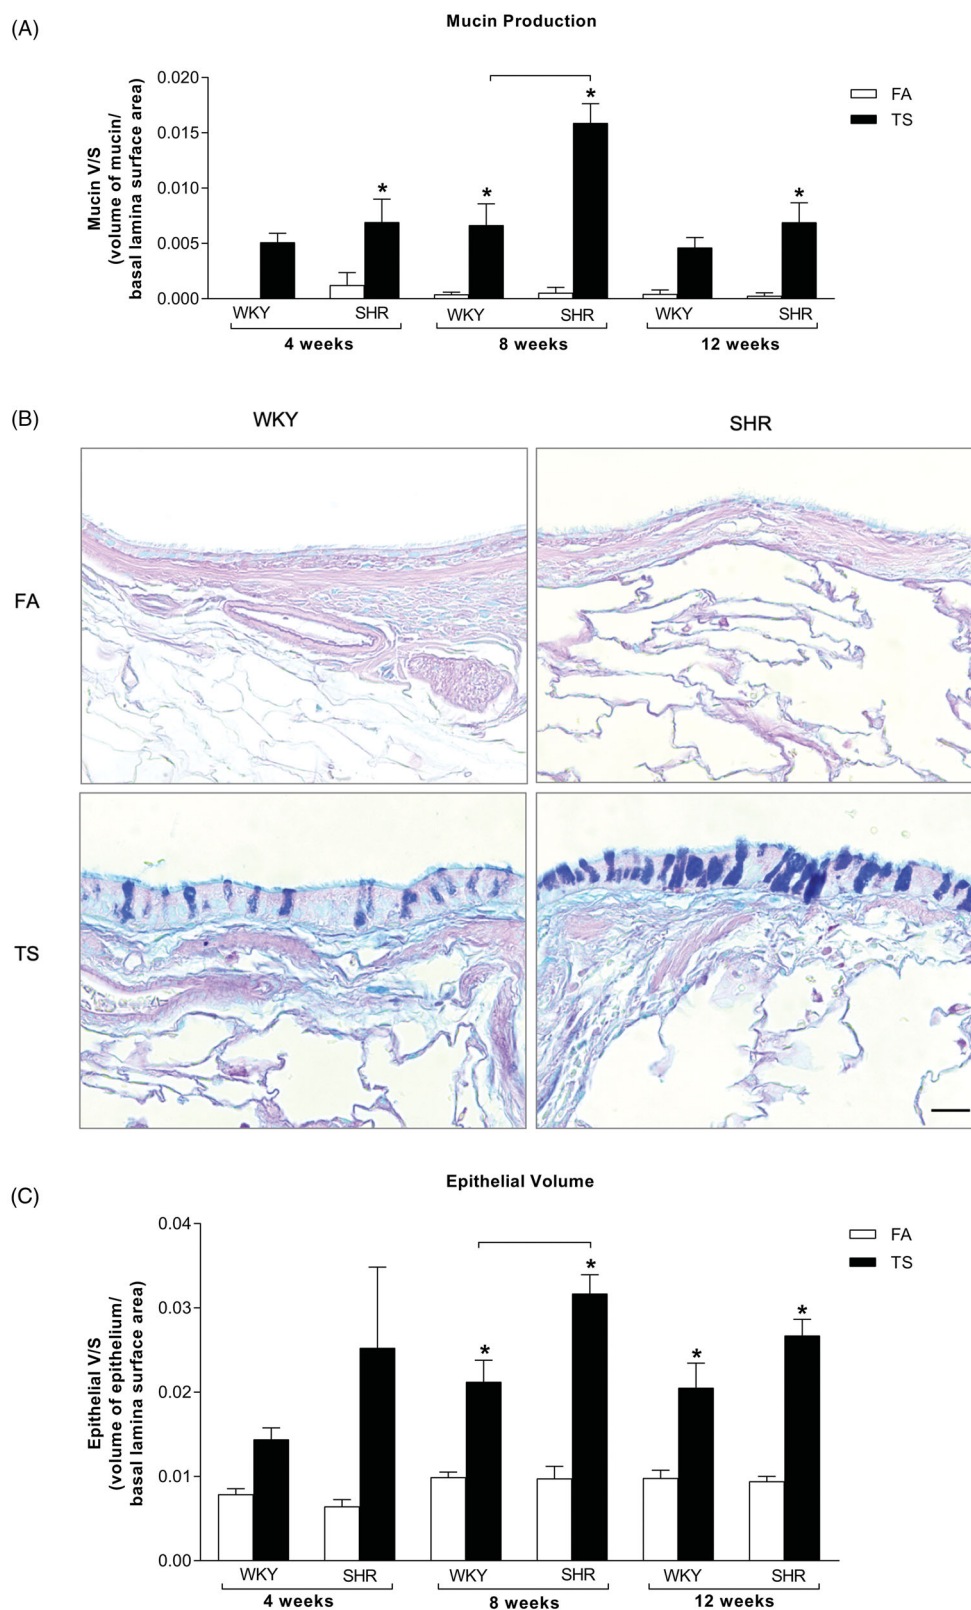 (A)
Mucin Production
Mucin V/S
(volume of mucin/
basal lamina surface area)
0.020
0.015
0.010
0.005
0.000
*
*
*
*
FA
TS
WKY
SHR
WKY
SHR
WKY
SHR
4 weeks
8 weeks
12 weeks
(B)
WKY
SHR
FA
TS
(C)
Epithelial Volume
Epithelial V/S
(volume of epithelium/
basal lamina surface area)
0.04
0.03
0.02
0.01
0.00
*
*
*
*
FA
TS
WKY
SHR
WKY
SHR
WKY
SHR
4 weeks
8 weeks
12 weeks